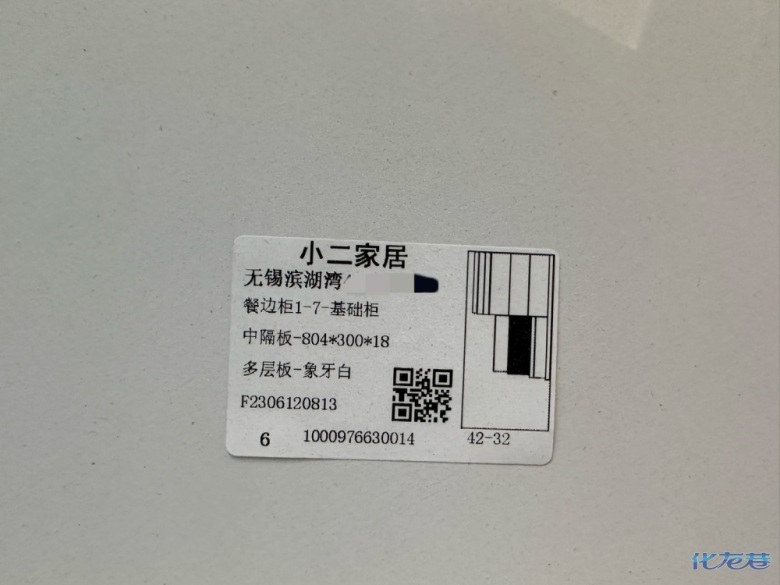 小二家居
无锡滨湖湾
餐边柜1-7-基础柜
中隔板-804*300*18
多层板-象牙白
F2306120813
6 1000976630014 42-32
化龙巷